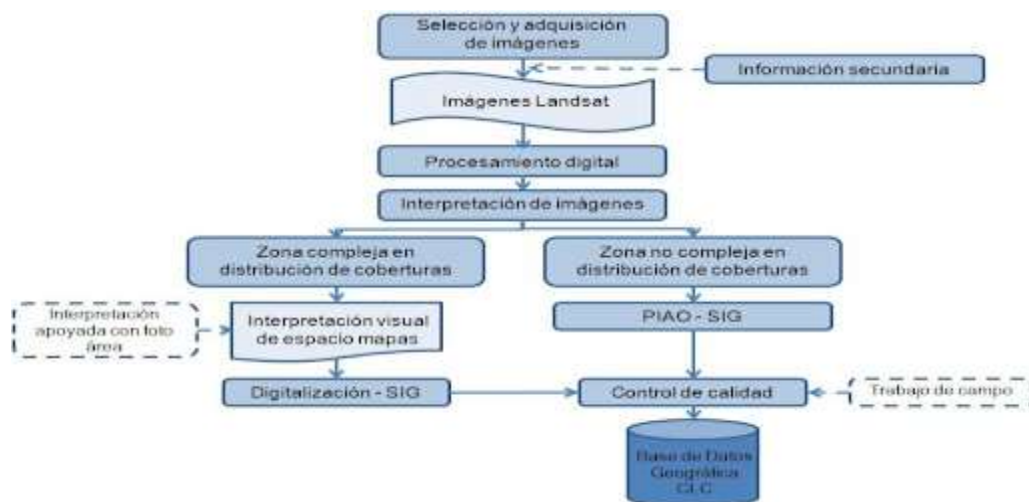 Selección y adquisición
de imágenes
Información secundaria
Imágenes Landsat
Procesamiento digital
Interpretación de imágenes
Zona compleja en
distribución de coberturas
Zona no compleja en
distribución de coberturas
Interpretación
apoyada con foto
área
Interpretación visual
de espacio mapas
PIAO - SIG
Digitalización - SIG
Control de calidad
Trabajo de campo
Base de Datos
Geográfica
CLC